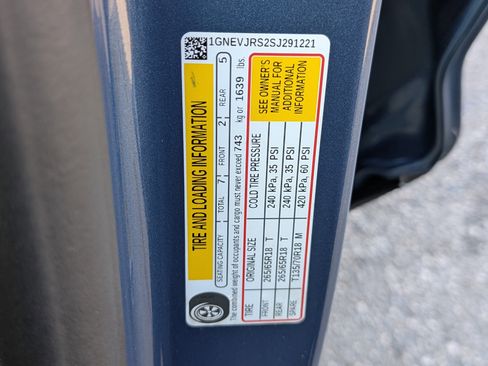 1GNEVJRS2SJ291221
TIRE AND LOADING INFORMATION
SEATING CAPACITY TOTAL 7 FRONT 2 REAR 5
The combined weight of occupants and cargo must never exceed 743 kg or 1639 lbs
TIRE ORIGINAL SIZE COLD TIRE PRESSURE
FRONT 265/65R18 T 240 kPa, 35 PSI
REAR 265/65R18 T 240 kPa, 35 PSI
SPARE T135/70R18 M 420 kPa, 60 PSI
SEE OWNER'S
MANUAL FOR
ADDITIONAL
INFORMATION